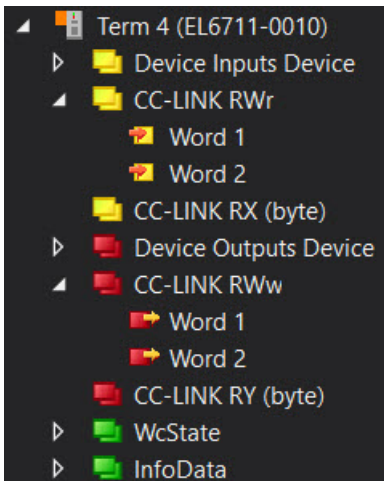 Term 4 (EL6711-0010)
Device Inputs Device
CC-LINK RWr
Word 1
Word 2
CC-LINK RX (byte)
Device Outputs Device
CC-LINK RWw
Word 1
Word 2
CC-LINK RY (byte)
WcState
InfoData